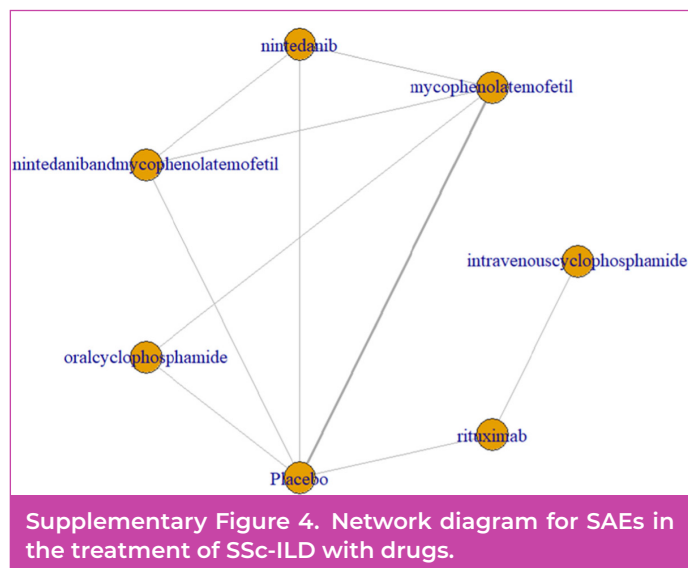 nintedanib
mycophenolatemofetil
nintedanibandmycophenolatemofetil
intravenouscyclophosphamide
oralcyclophosphamide
rituximab
Placebo
Supplementary Figure 4. Network diagram for SAEs in
the treatment of SSc-ILD with drugs.